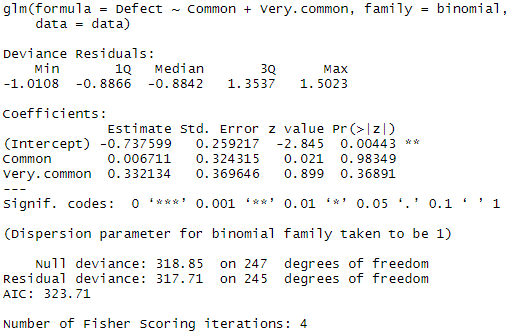 glm(formula = Defect ~ Common + Very.common, family = binomial,
    data = data)
Deviance Residuals:
    Min       1Q   Median       3Q      Max
-1.0108  -0.8866  -0.8842   1.3537   1.5023
Coefficients:
             Estimate Std. Error z value Pr(>|z|)
(Intercept) -0.737599   0.259217  -2.845  0.00443 **
Common       0.006711   0.324315   0.021  0.98349
Very.common  0.332134   0.369646   0.899  0.36891
---
Signif. codes:  0 ‘***’ 0.001 ‘**’ 0.01 ‘*’ 0.05 ‘.’ 0.1 ‘ ’ 1
(Dispersion parameter for binomial family taken to be 1)
    Null deviance: 318.85  on 247  degrees of freedom
Residual deviance: 317.71  on 245  degrees of freedom
AIC: 323.71
Number of Fisher Scoring iterations: 4